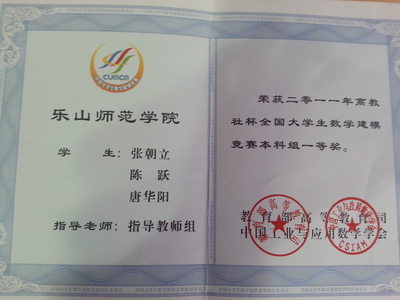 CUMCM
乐山师范学院
学 生：张朝立
陈 跃
唐华阳
指导老师：指导教师组
荣获二零一一年高教
社杯全国大学生数学建模
竞赛本科组一等奖。
教育部高等教育司
中国工业与应用数学学会
CSIAM